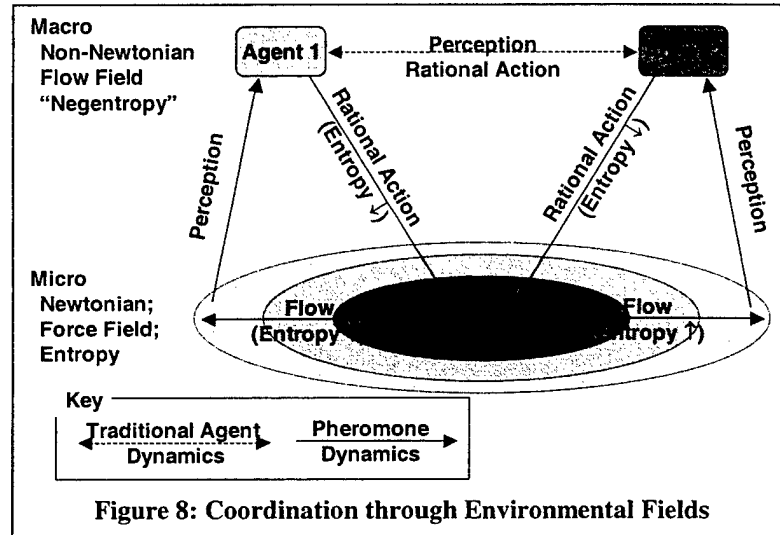 Macro
Non-Newtonian
Flow Field
“Negentropy”
Agent 1
Perception
Rational Action
Perception
Rational Action
(Entropy ↓)
Rational Action
(Entropy ↓)
Perception
Micro
Newtonian;
Force Field;
Entropy
Flow
(Entropy
Flow
ntropy ↑)
Key
Traditional Agent
Dynamics
Pheromone
Dynamics
Figure 8: Coordination through Environmental Fields